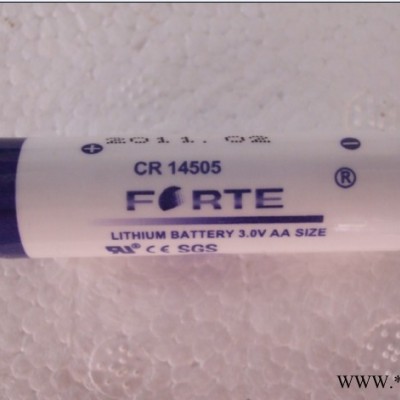 + 2011.02 -
CR 14505
FORTE ®
LITHIUM BATTERY 3.0V AA SIZE
CE SGS
WWW.*